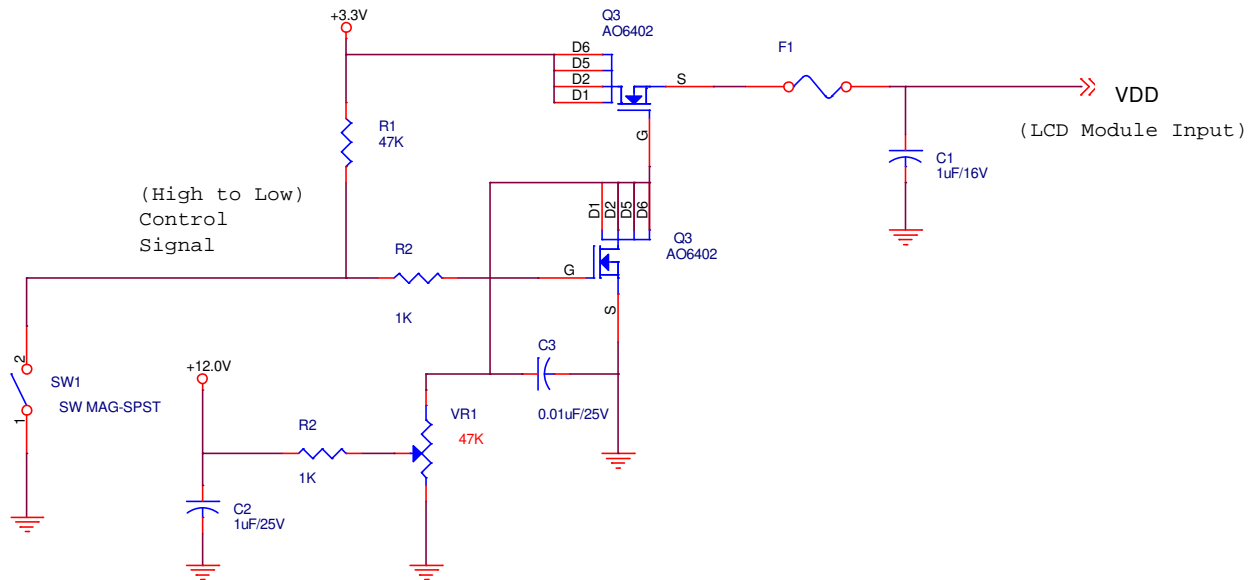 +3.3V
Q3
AO6402
D6
D5
D2
D1
S
G
F1
VDD
(LCD Module Input)
R1
47K
C1
1uF/16V
(High to Low)
Control
Signal
D1
D2
D5
D6
Q3
AO6402
R2
1K
G
S
2
1
SW1
SW MAG-SPST
+12.0V
C3
0.01uF/25V
VR1
47K
R2
1K
C2
1uF/25V